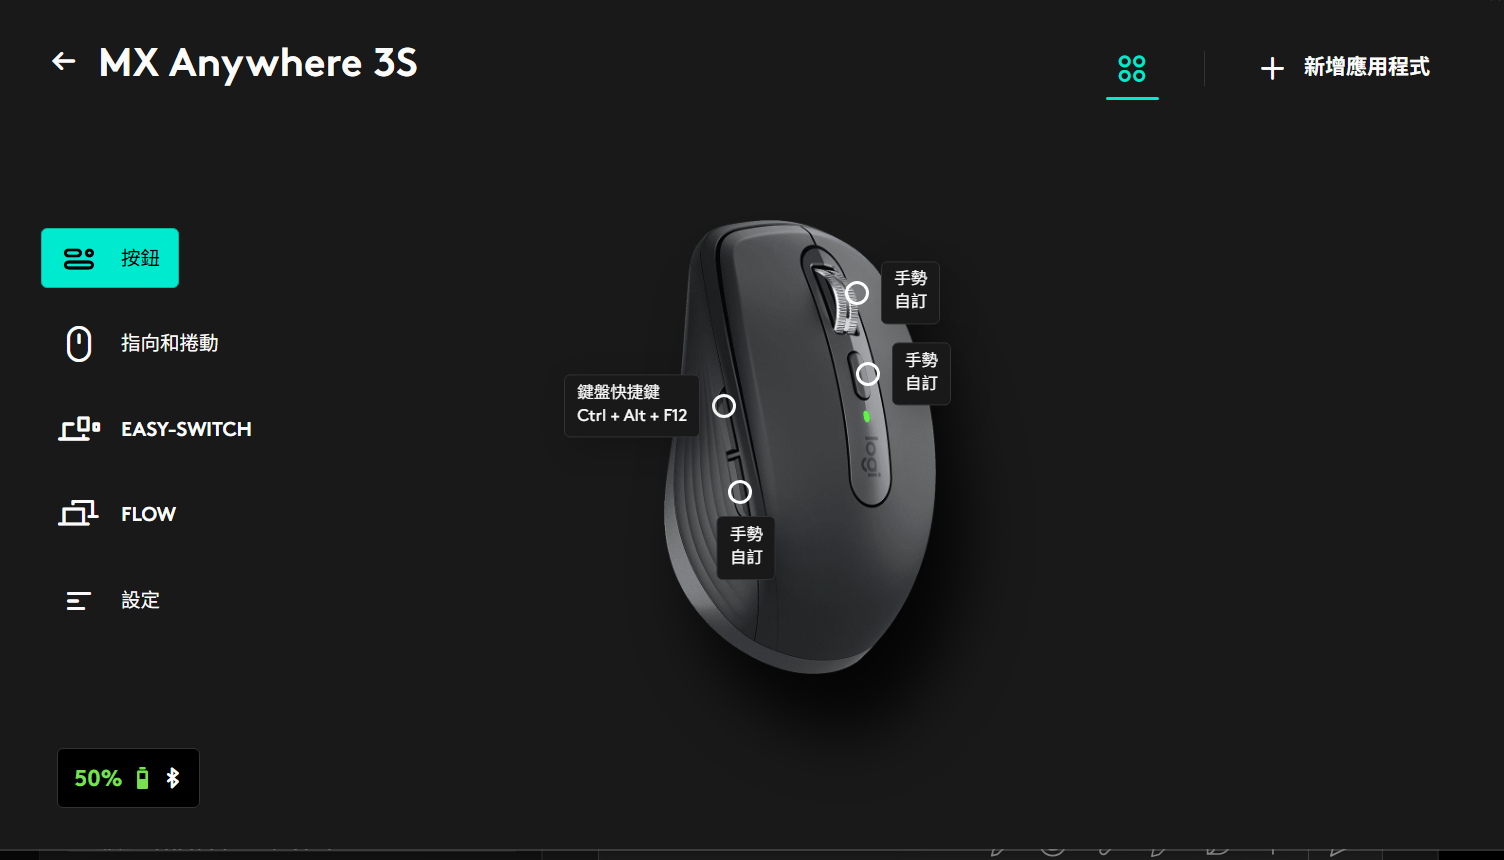 MX Anywhere 3S
新增應用程式
按鈕
指向和捲動
EASY-SWITCH
FLOW
設定
手勢
自訂
手勢
自訂
鍵盤快捷鍵
Ctrl + Alt + F12
手勢
自訂
logi
50%